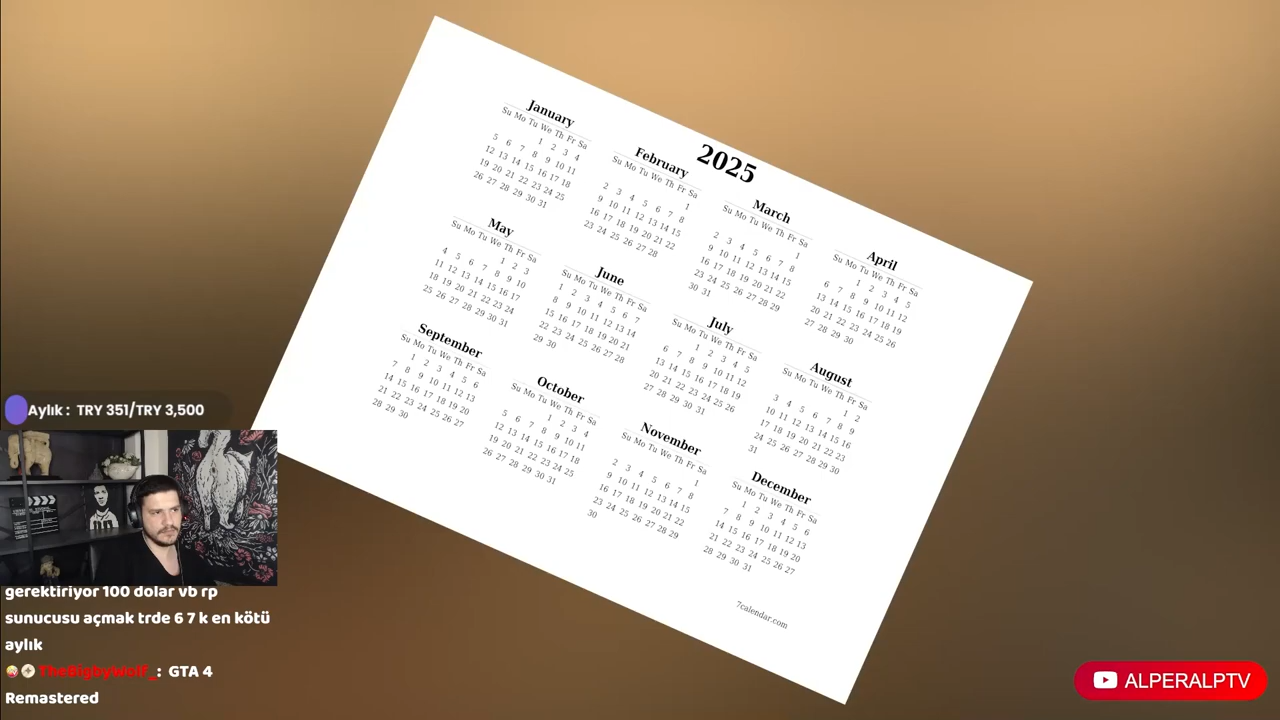 2025
January
Su Mo Tu We Th Fr Sa
1 2 3 4
5 6 7 8 9 10 11
12 13 14 15 16 17 18
19 20 21 22 23 24 25
26 27 28 29 30 31
February
Su Mo Tu We Th Fr Sa
1
2 3 4 5 6 7 8
9 10 11 12 13 14 15
16 17 18 19 20 21 22
23 24 25 26 27 28
March
Su Mo Tu We Th Fr Sa
1
2 3 4 5 6 7 8
9 10 11 12 13 14 15
16 17 18 19 20 21 22
23 24 25 26 27 28 29
30 31
April
Su Mo Tu We Th Fr Sa
1 2 3 4 5
6 7 8 9 10 11 12
13 14 15 16 17 18 19
20 21 22 23 24 25 26
27 28 29 30
May
Su Mo Tu We Th Fr Sa
1 2 3
4 5 6 7 8 9 10
11 12 13 14 15 16 17
18 19 20 21 22 23 24
25 26 27 28 29 30 31
June
Su Mo Tu We Th Fr Sa
1 2 3 4 5 6 7
8 9 10 11 12 13 14
15 16 17 18 19 20 21
22 23 24 25 26 27 28
29 30
July
Su Mo Tu We Th Fr Sa
1 2 3 4 5
6 7 8 9 10 11 12
13 14 15 16 17 18 19
20 21 22 23 24 25 26
27 28 29 30 31
August
Su Mo Tu We Th Fr Sa
1 2
3 4 5 6 7 8 9
10 11 12 13 14 15 16
17 18 19 20 21 22 23
24 25 26 27 28 29 30
31
September
Su Mo Tu We Th Fr Sa
1 2 3 4 5 6
7 8 9 10 11 12 13
14 15 16 17 18 19 20
21 22 23 24 25 26 27
28 29 30
October
Su Mo Tu We Th Fr Sa
1 2 3 4
5 6 7 8 9 10 11
12 13 14 15 16 17 18
19 20 21 22 23 24 25
26 27 28 29 30 31
November
Su Mo Tu We Th Fr Sa
1
2 3 4 5 6 7 8
9 10 11 12 13 14 15
16 17 18 19 20 21 22
23 24 25 26 27 28 29
30
December
Su Mo Tu We Th Fr Sa
1 2 3 4 5 6
7 8 9 10 11 12 13
14 15 16 17 18 19 20
21 22 23 24 25 26 27
28 29 30 31
7calendar.com
Aylık : TRY 351/TRY 3,500
gerektiriyor 100 dolar vb rp
sunucusu açmak trde 6 7 k en kötü
aylık
TheBigbyWolf_: GTA 4
Remastered
ALPERALPTV